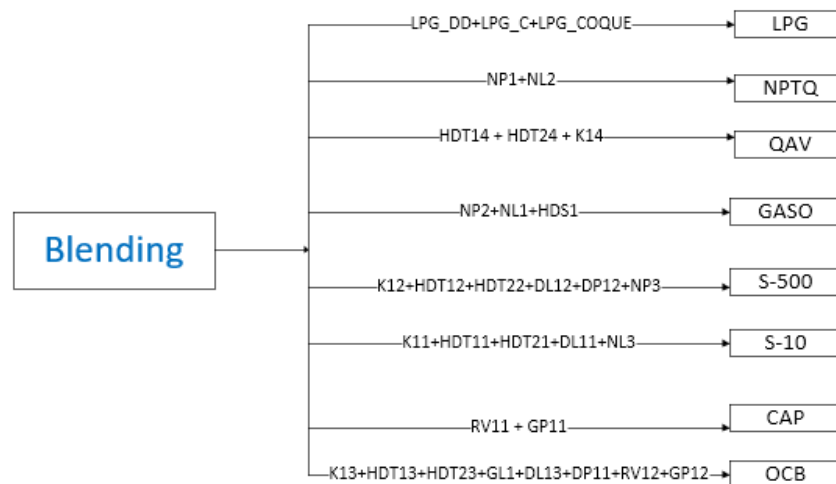 LPG_DD+LPG_C+LPG_COQUE LPG
NP1+NL2 NPTQ
HDT14 + HDT24 + K14 QAV
NP2+NL1+HDS1 GASO
Blending
K12+HDT12+HDT22+DL12+DP12+NP3 S-500
K11+HDT11+HDT21+DL11+NL3 S-10
RV11 + GP11 CAP
K13+HDT13+HDT23+GL1+DL13+DP11+RV12+GP12 OCB